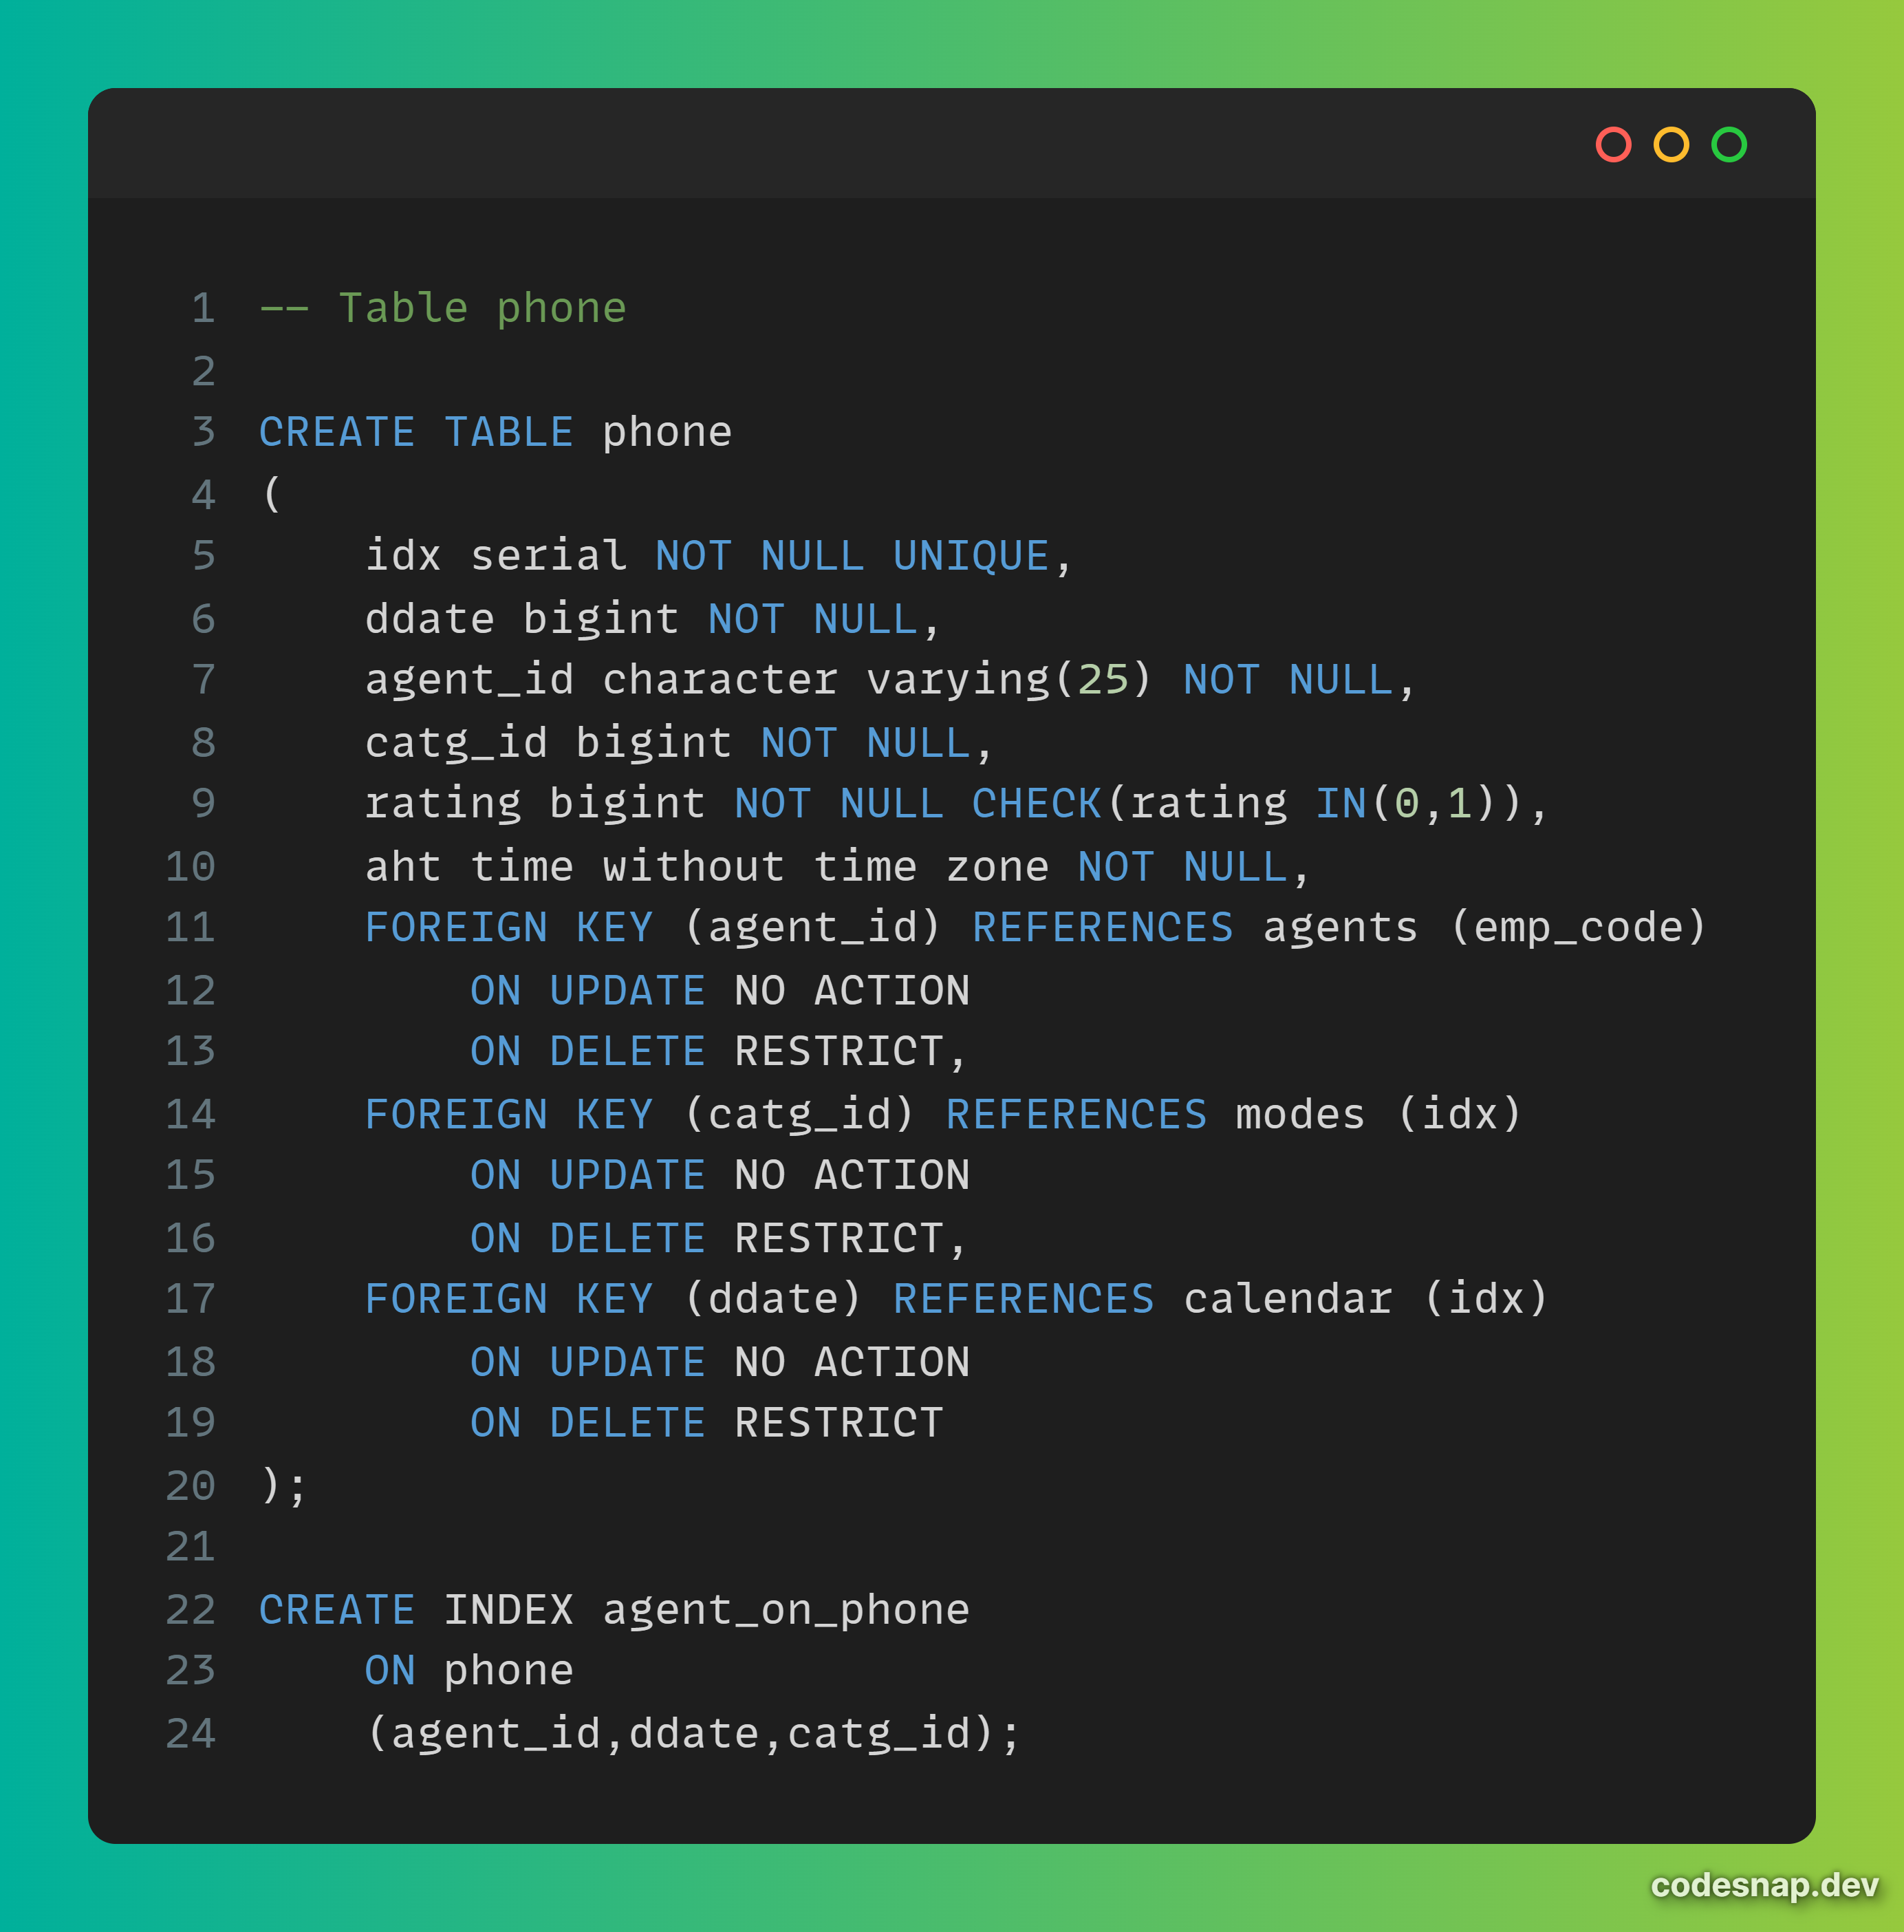 1 -- Table phone
2
3 CREATE TABLE phone
4 (
5 idx serial NOT NULL UNIQUE,
6 ddate bigint NOT NULL,
7 agent_id character varying(25) NOT NULL,
8 catg_id bigint NOT NULL,
9 rating bigint NOT NULL CHECK(rating IN(0,1)),
10 aht time without time zone NOT NULL,
11 FOREIGN KEY (agent_id) REFERENCES agents (emp_code)
12 ON UPDATE NO ACTION
13 ON DELETE RESTRICT,
14 FOREIGN KEY (catg_id) REFERENCES modes (idx)
15 ON UPDATE NO ACTION
16 ON DELETE RESTRICT,
17 FOREIGN KEY (ddate) REFERENCES calendar (idx)
18 ON UPDATE NO ACTION
19 ON DELETE RESTRICT
20 );
21
22 CREATE INDEX agent_on_phone
23 ON phone
24 (agent_id,ddate,catg_id);
codesnap.dev